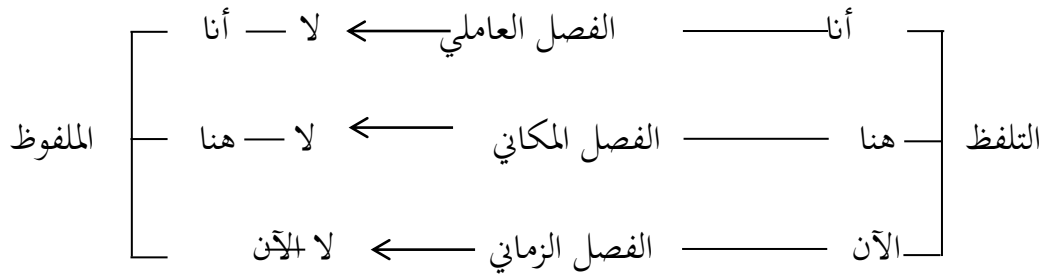 أنا الفصل العاملي لا — أنا
التلفظ هنا الفصل المكاني لا — هنا الملفوظ
الآن الفصل الزماني لا الآن